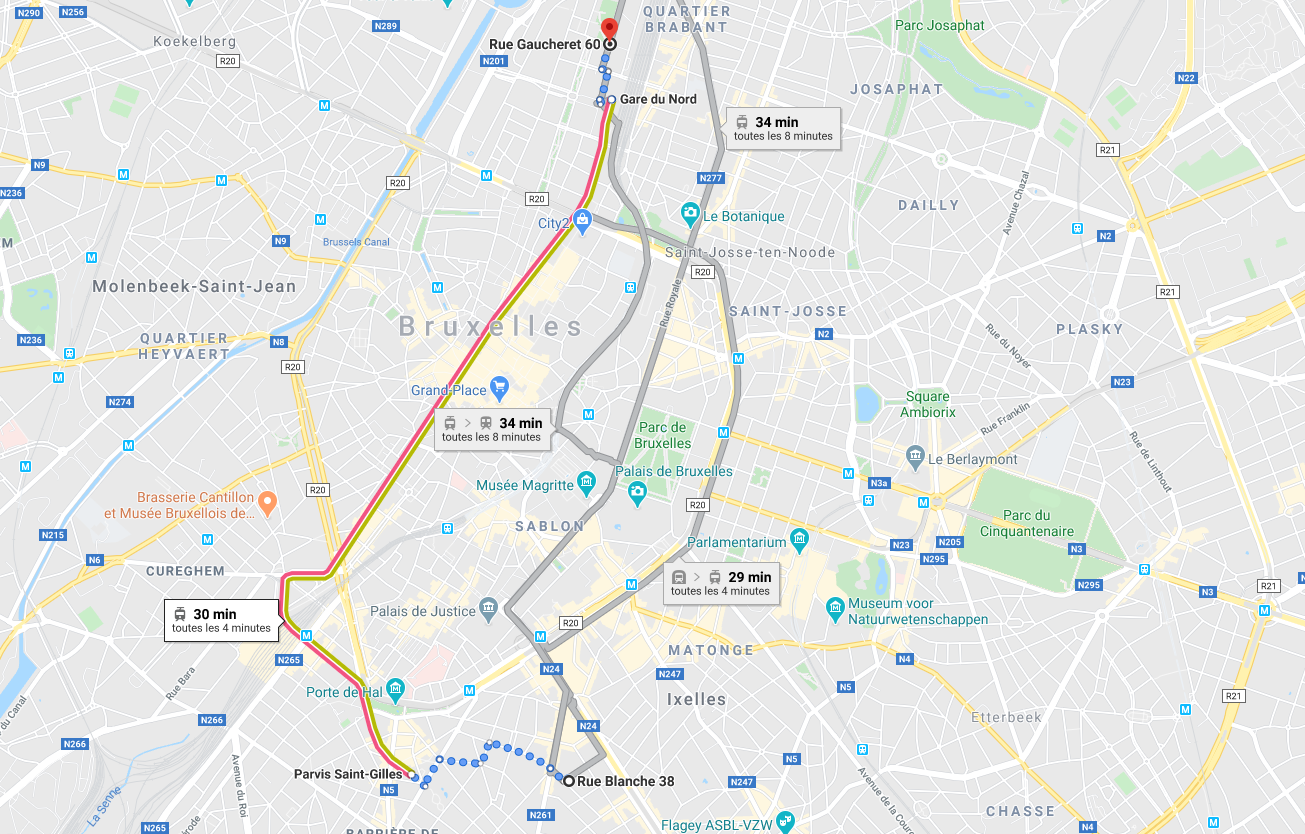 N290
N256
QUARTIER
BRABANT
N289
Koekelberg
R20
Parc Josaphat
Rue Gaucheret 60
N201
N22
JOSAPHAT
Gare du Nord
34 min
toutes les 8 minutes
R21
N9
N236
R20
R20
N277
Avenue Chazal
DAILLY
City2
Le Botanique
N9
Brussels Canal
N2
Saint-Josse-ten-Noode
R20
Molenbeek-Saint-Jean
R21
Rue Royale
SAINT-JOSSE
Bruxelles
N236
QUARTIER
HEYVAERT
N8
N2
PLASKY
Rue du Noyer
R20
Grand-Place
N23
N274
Square
Ambiorix
Rue Franklin
34 min
toutes les 8 minutes
Parc de
Bruxelles
Rue de Linthout
Le Berlaymont
Musée Magritte
Palais de Bruxelles
N3a
R20
Brasserie Cantillon
et Musée Bruxellois de...
R20
SABLON
Parc du
Cinquantenaire
N215
Parlamentarium
N23
N205
N3
N6
N295
CUREGHEM
29 min
toutes les 4 minutes
N295
N3
R21
30 min
toutes les 4 minutes
Palais de Justice
Museum voor
Natuurwetenschappen
R20
N265
MATONGE
N4
N24
N247
Rue Bara
Porte de Hal
N5
Ixelles
R21
du Canal
N266
Etterbeek
N24
N266
N5
Avenue du Roi
Parvis Saint-Gilles
Rue Blanche 38
N247
N5
La Senne
Avenue de la Couro
N261
CHASSE
N265
Flagey ASBL-VZW
N4
BARRIÈRE DE